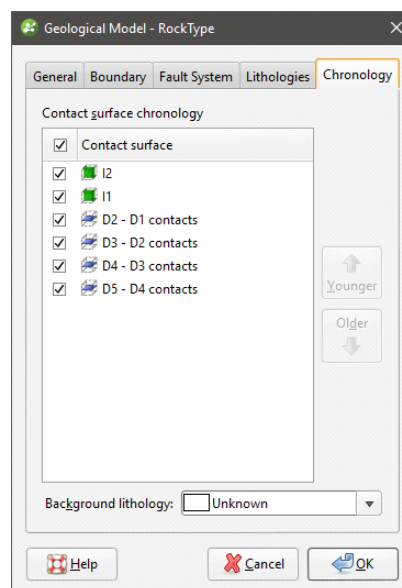 Geological Model - RockType
General Boundary Fault System Lithologies Chronology
Contact surface chronology
Contact surface
I2
I1
D2 - D1 contacts
D3 - D2 contacts
D4 - D3 contacts
D5 - D4 contacts
Younger
Older
Background lithology: Unknown
Help Cancel OK